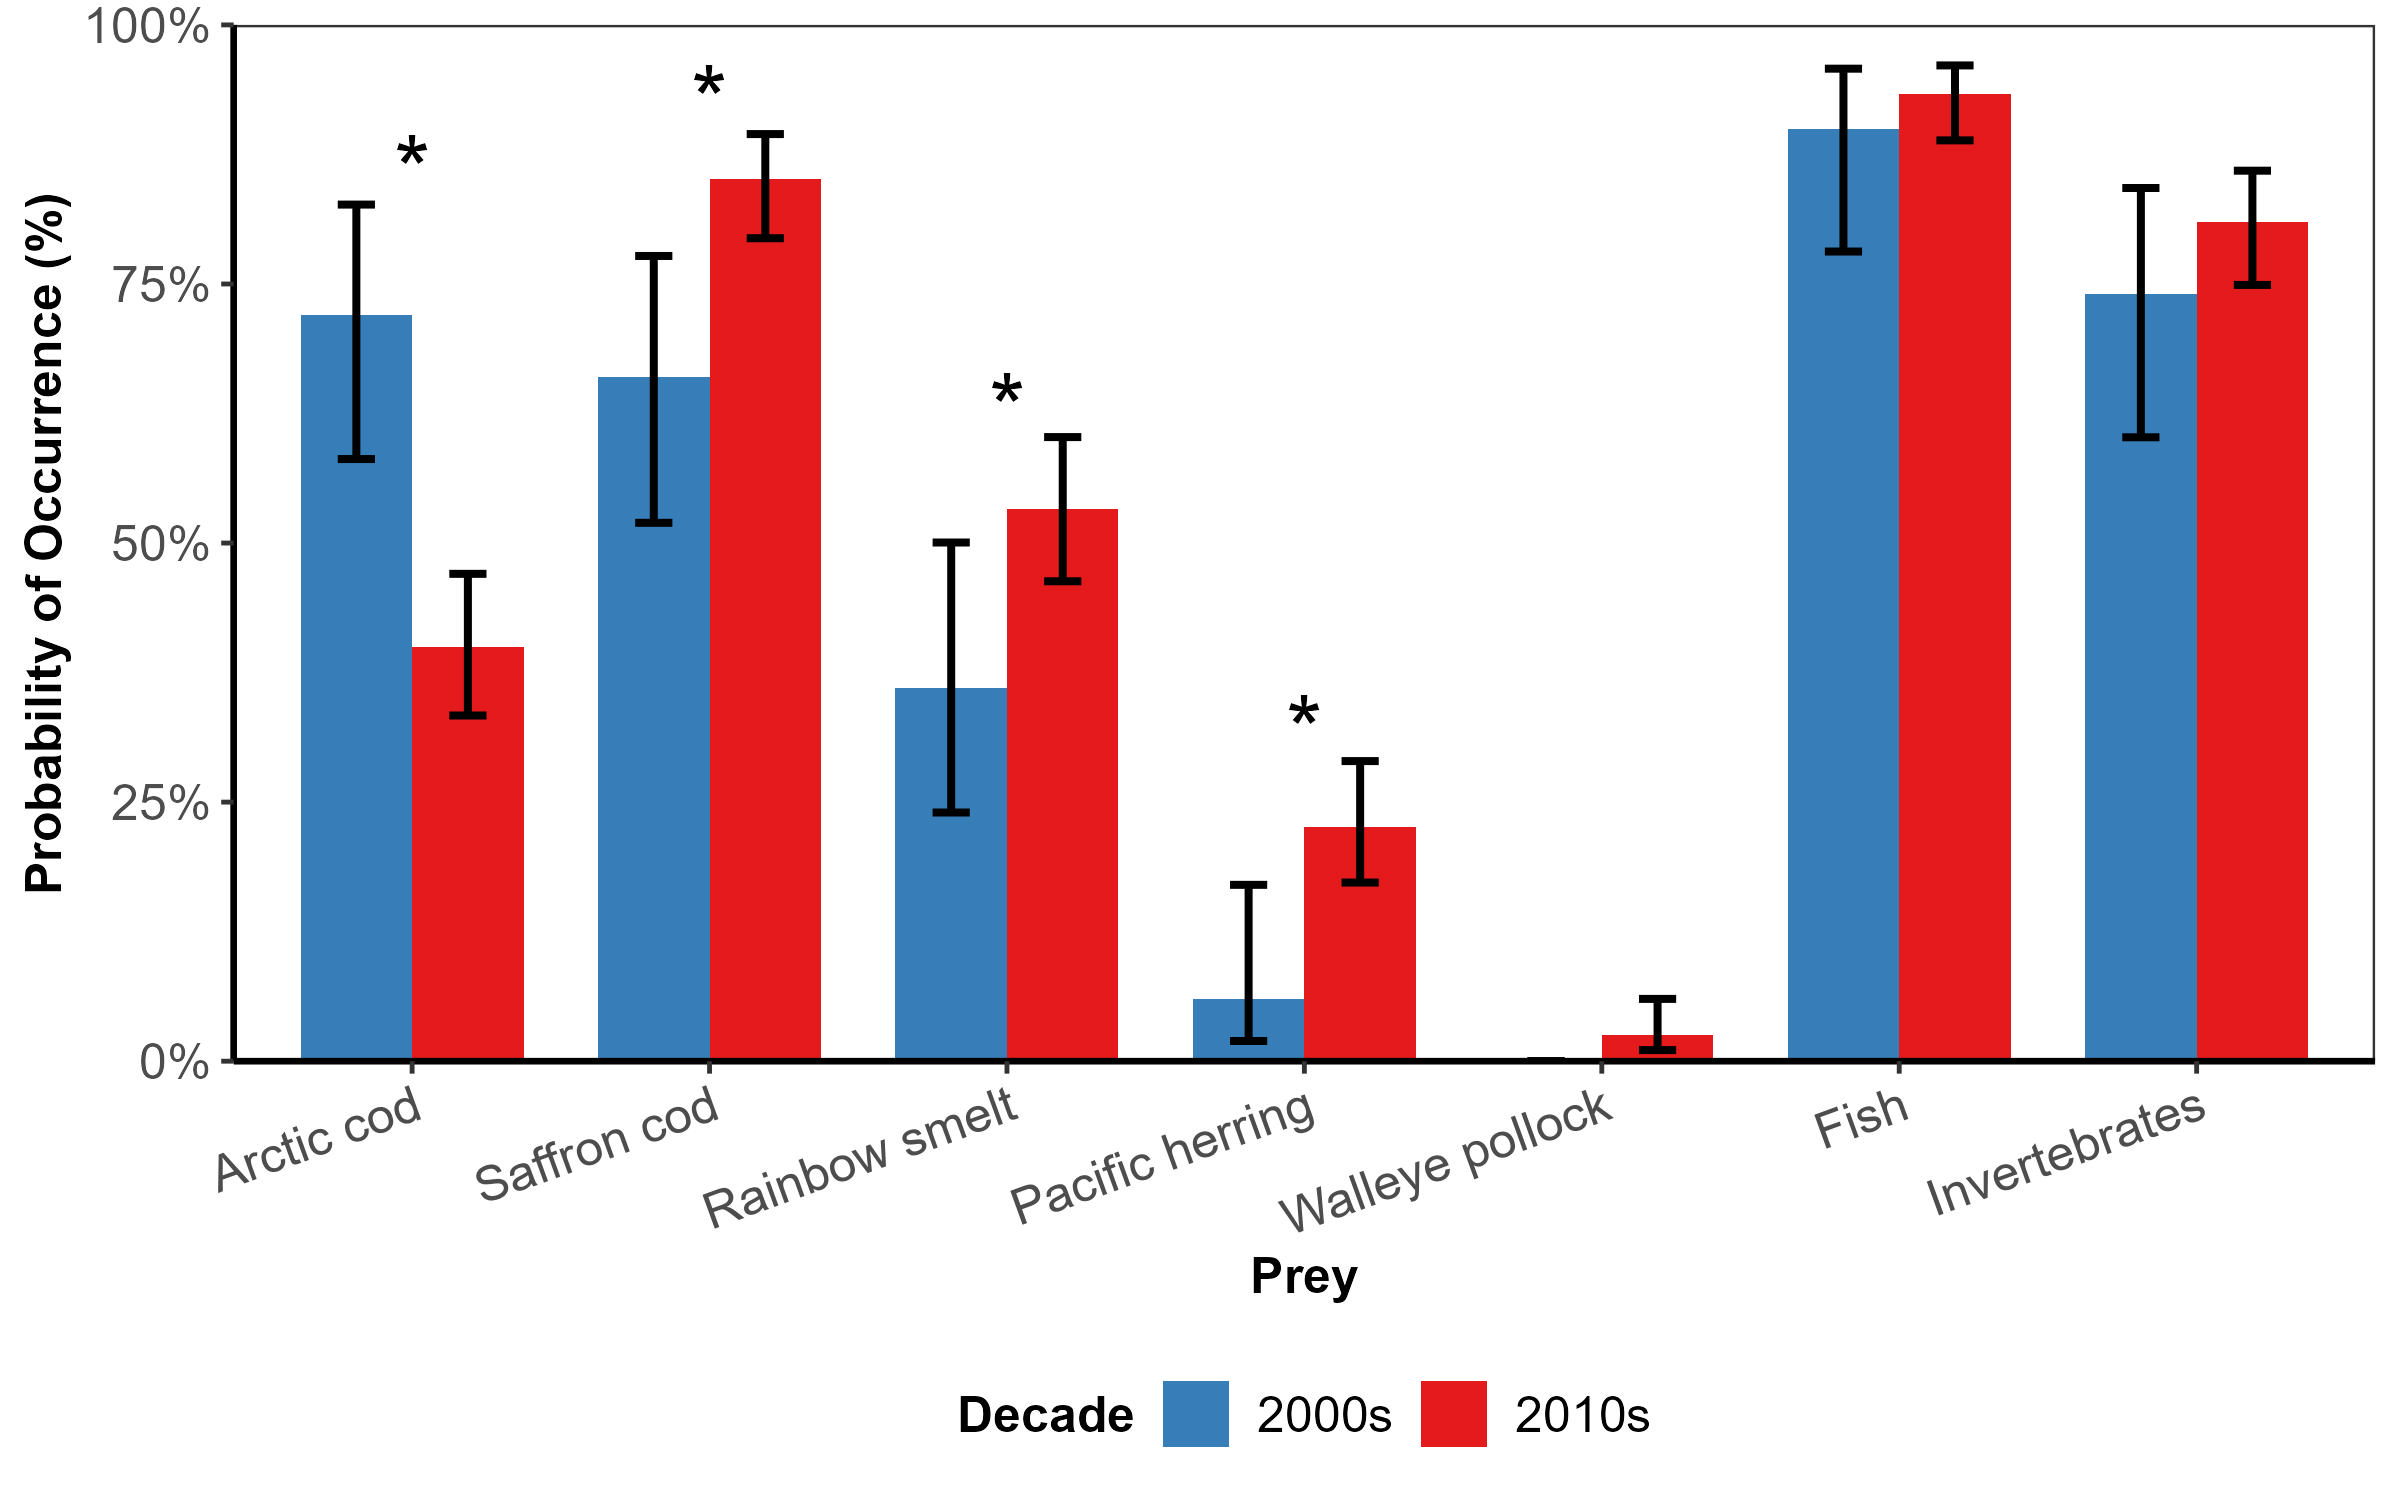 100%
75%
50%
25%
0%
Probability of Occurrence (%)
*
*
*
*
Arctic cod
Saffron cod
Rainbow smelt
Pacific herring
Walleye pollock
Fish
Invertebrates
Prey
Decade 2000s 2010s